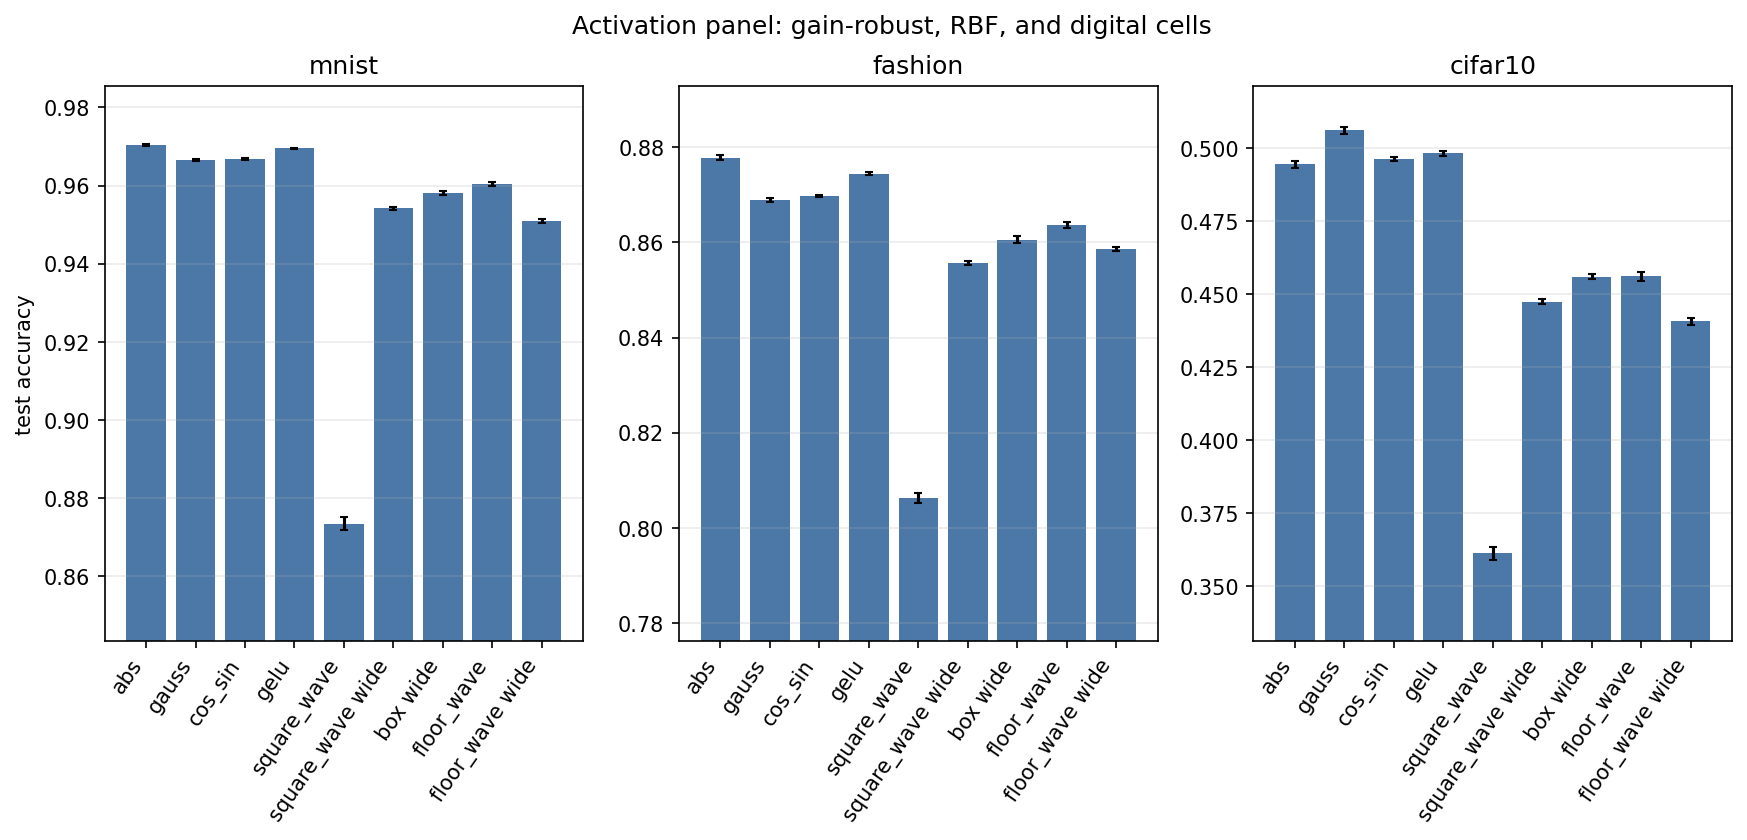 Activation panel: gain-robust, RBF, and digital cells
mnist
test accuracy
0.98
0.96
0.94
0.92
0.90
0.88
0.86
abs
gauss
cos_sin
gelu
square_wave
square_wave wide
box wide
floor_wave
floor_wave wide
fashion
0.88
0.86
0.84
0.82
0.80
0.78
abs
gauss
cos_sin
gelu
square_wave
square_wave wide
box wide
floor_wave
floor_wave wide
cifar10
0.500
0.475
0.450
0.425
0.400
0.375
0.350
abs
gauss
cos_sin
gelu
square_wave
square_wave wide
box wide
floor_wave
floor_wave wide